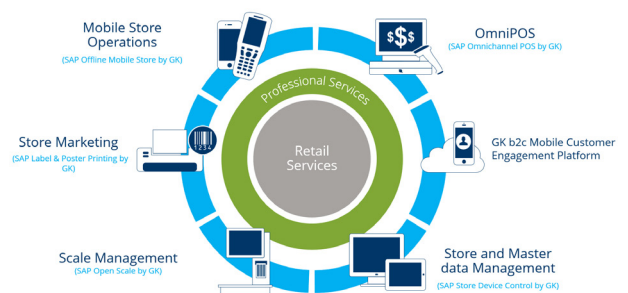 Mobile Store
Operations
(SAP Offline Mobile Store by GK)
$$$
OmniPOS
(SAP Omnichannel POS by GK)
Professional Services
Store Marketing
(SAP Label & Poster Printing by
GK)
1234
Retail
Services
GK b2c Mobile Customer
Engagement Platform
Scale Management
(SAP Open Scale by GK)
Store and Master
data Management
(SAP Store Device Control by GK)